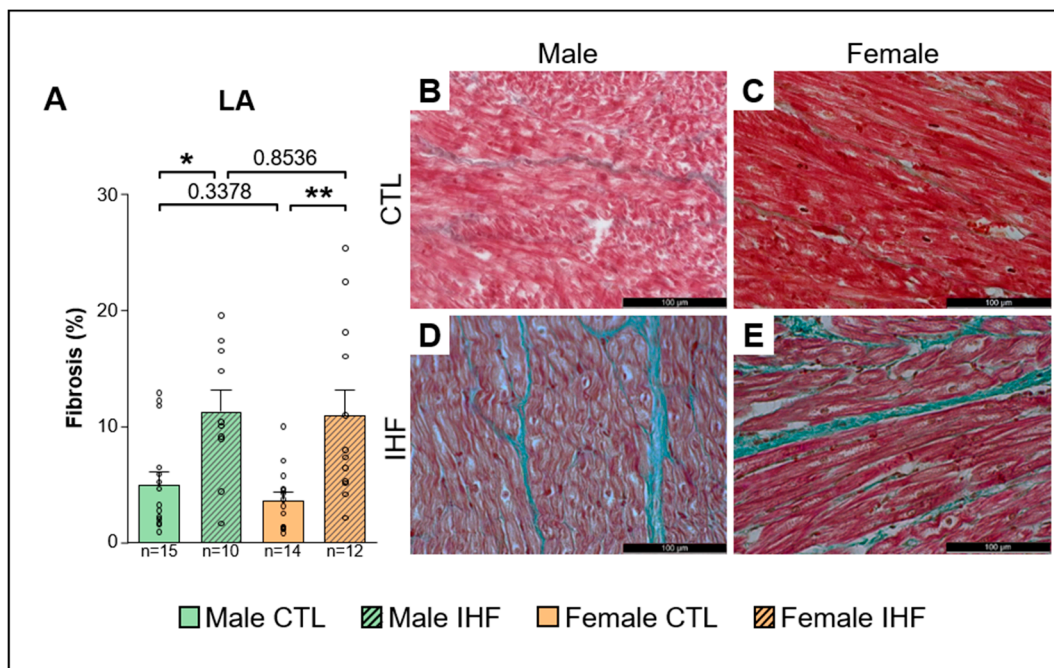 Male Female
A LA
B C
* 0.8536
0.3378 **
30
20
10
0
Fibrosis (%)
n=15 n=10 n=14 n=12
CTL
100 µm 100 µm
D E
IHF
100 µm 100 µm
Male CTL Male IHF Female CTL Female IHF